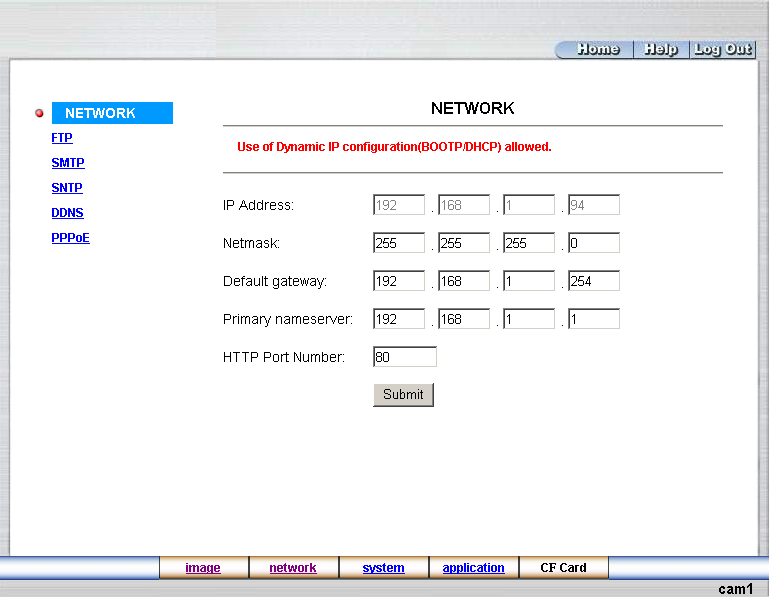 Home Help Log Out
NETWORK
FTP
SMTP
SNTP
DDNS
PPPoE
NETWORK
Use of Dynamic IP configuration(BOOTP/DHCP) allowed.
IP Address: 192 . 168 . 1 . 94
Netmask: 255 . 255 . 255 . 0
Default gateway: 192 . 168 . 1 . 254
Primary nameserver: 192 . 168 . 1 . 1
HTTP Port Number: 80
Submit
image network system application CF Card
cam1